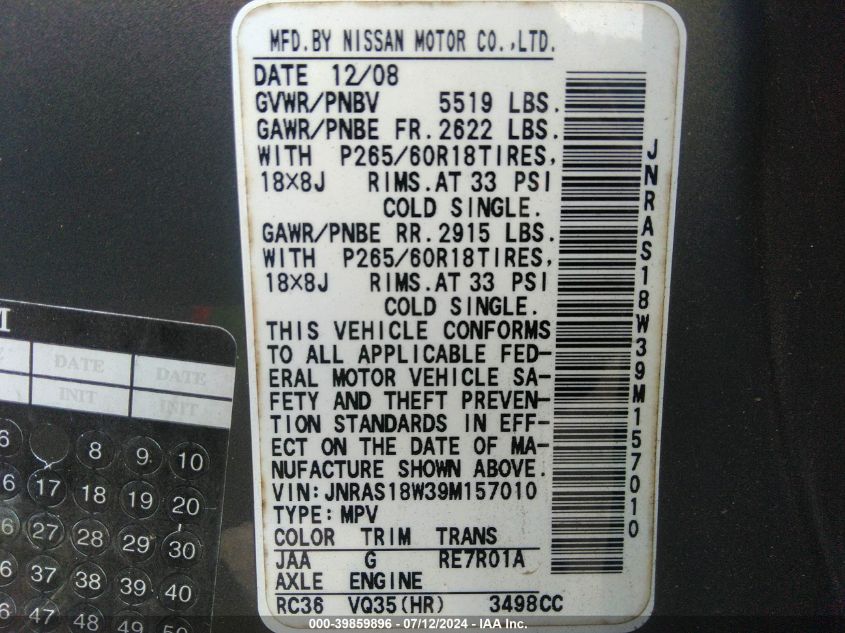 MFD.BY NISSAN MOTOR CO.,LTD.
DATE 12/08
GVWR/PNBV 5519 LBS.
GAWR/PNBE FR. 2622 LBS.
WITH P265/60R18TIRES,
18X8J RIMS.AT 33 PSI
COLD SINGLE.
GAWR/PNBE RR. 2915 LBS.
WITH P265/60R18TIRES,
18X8J RIMS.AT 33 PSI
COLD SINGLE.
THIS VEHICLE CONFORMS
TO ALL APPLICABLE FED-
ERAL MOTOR VEHICLE SA-
FETY AND THEFT PREVEN-
TION STANDARDS IN EFF-
ECT ON THE DATE OF MA-
NUFACTURE SHOWN ABOVE.
VIN:JNRAS18W39M157010
TYPE:MPV
COLOR TRIM TRANS
JAA G RE7R01A
AXLE ENGINE
RC36 VQ35(HR) 3498CC
JNRAS18W39M157010
DATE DATE
INIT INIT
6 8 9 10
17 18 19 20
27 28 29 30
37 38 39 40
47 48 49 50
000-39859896 - 07/12/2024 - IAA Inc.